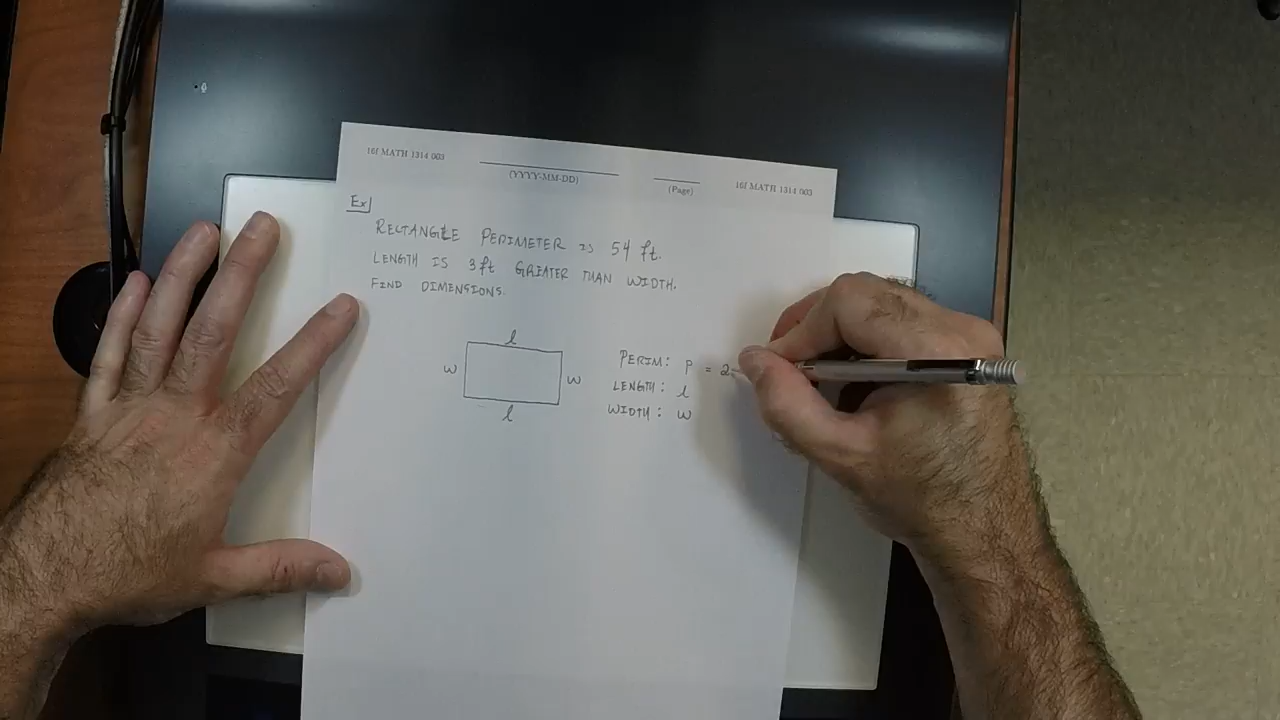 16f MATH 1314 003
(YYYY-MM-DD)
(Page)
16f MATH 1314 003
Ex
RECTANGLE PERIMETER IS 54 ft.
LENGTH IS 3ft GREATER THAN WIDTH.
FIND DIMENSIONS.
l
w
w
l
PERIM: P = 2
LENGTH: l
WIDTH: w